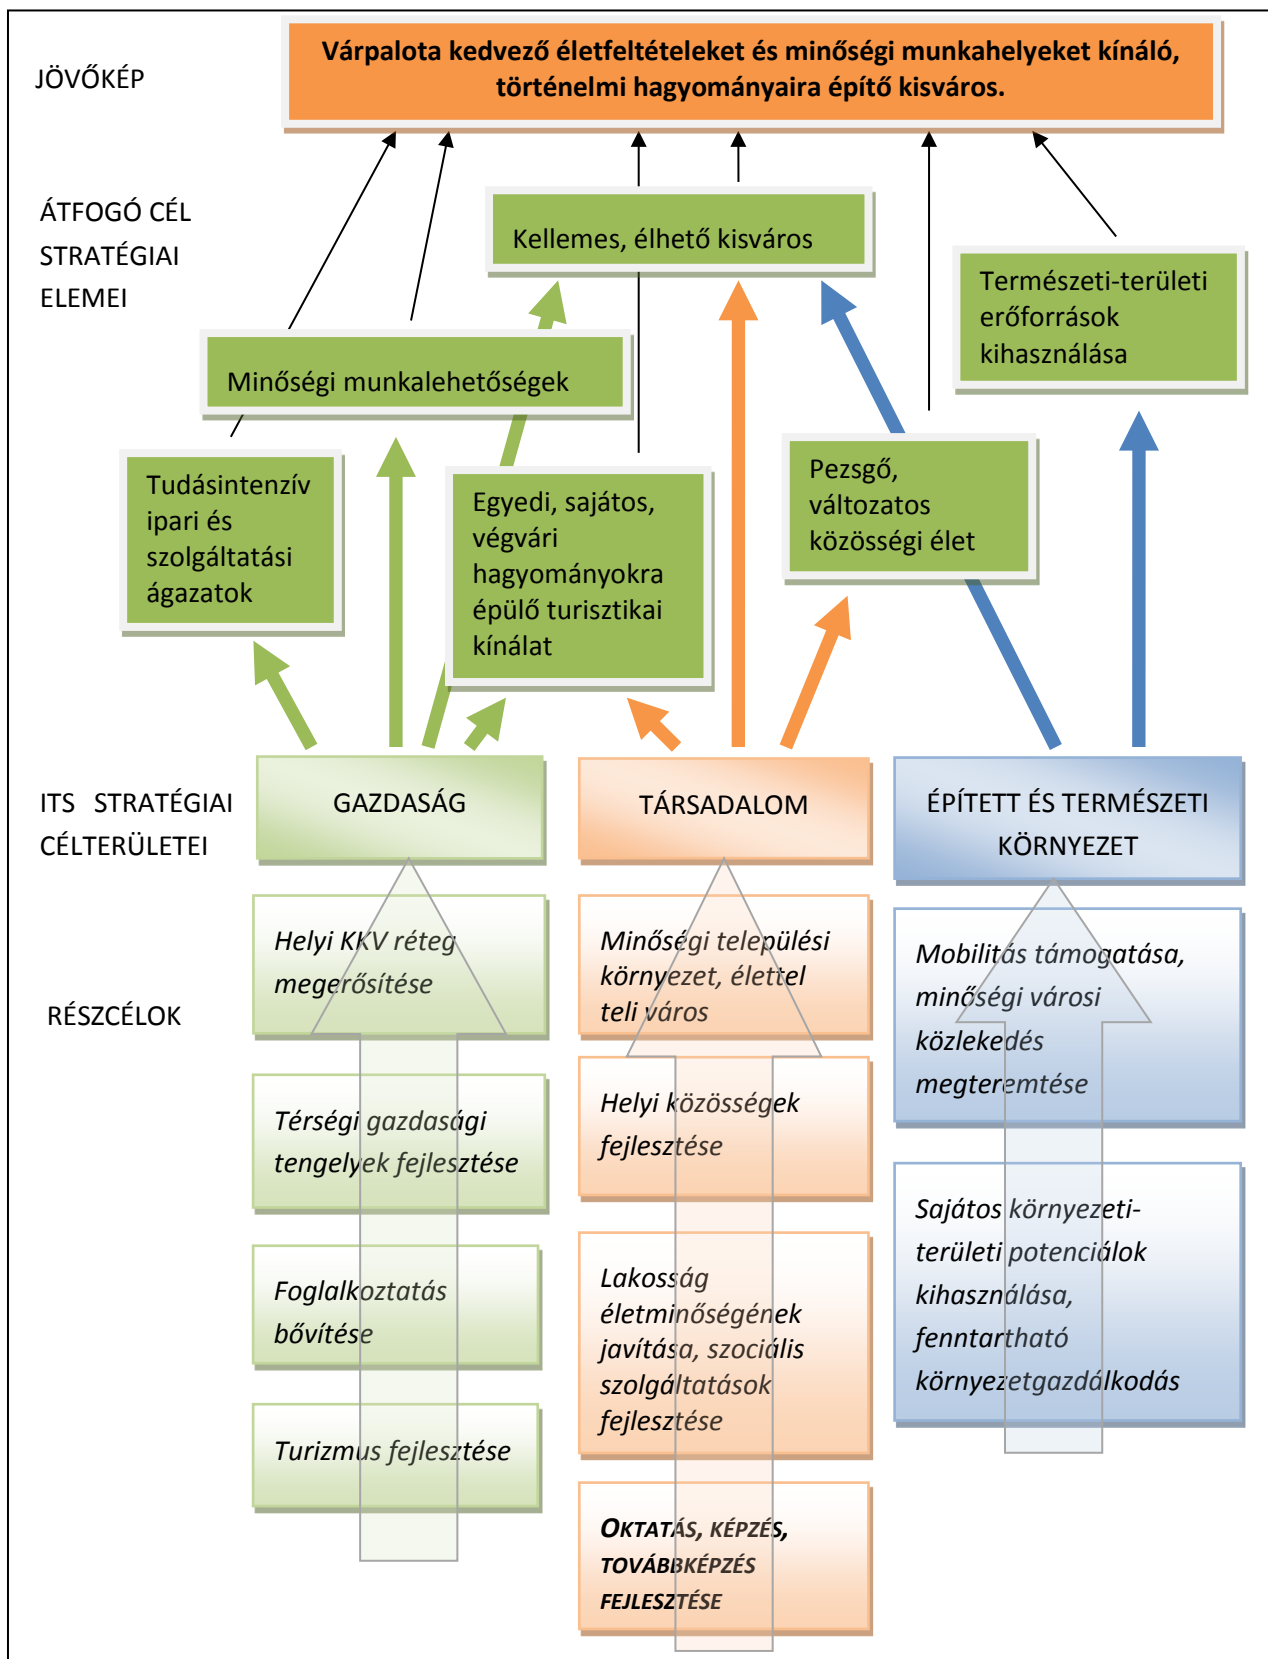 JÖVŐKÉP
Várpalota kedvező életfeltételeket és minőségi munkahelyeket kínáló,
történelmi hagyományaira építő kisváros.
ÁTFOGÓ CÉL
STRATÉGIAI
ELEMEI
Kellemes, élhető kisváros
Természeti-területi
erőforrások
kihasználása
Minőségi munkalehetőségek
Tudásintenzív
ipari és
szolgáltatási
ágazatok
Egyedi, sajátos,
végvári
hagyományokra
épülő turisztikai
kínálat
Pezsgő,
változatos
közösségi élet
ITS STRATÉGIAI
CÉLTERÜLETEI
GAZDASÁG
TÁRSADALOM
ÉPÍTETT ÉS TERMÉSZETI
KÖRNYEZET
RÉSZCÉLOK
Helyi KKV réteg
megerősítése
Térségi gazdasági
tengelyek fejlesztése
Foglalkoztatás
bővítése
Turizmus fejlesztése
Minőségi települési
környezet, élettel
teli város
Helyi közösségek
fejlesztése
Lakosság
életminőségének
javítása, szociális
szolgáltatások
fejlesztése
OKTATÁS, KÉPZÉS,
TOVÁBBKÉPZÉS
FEJLESZTÉSE
Mobilitás támogatása,
minőségi városi
közlekedés
megteremtése
Sajátos környezeti-
területi potenciálok
kihasználása,
fenntartható
környezetgazdálkodás